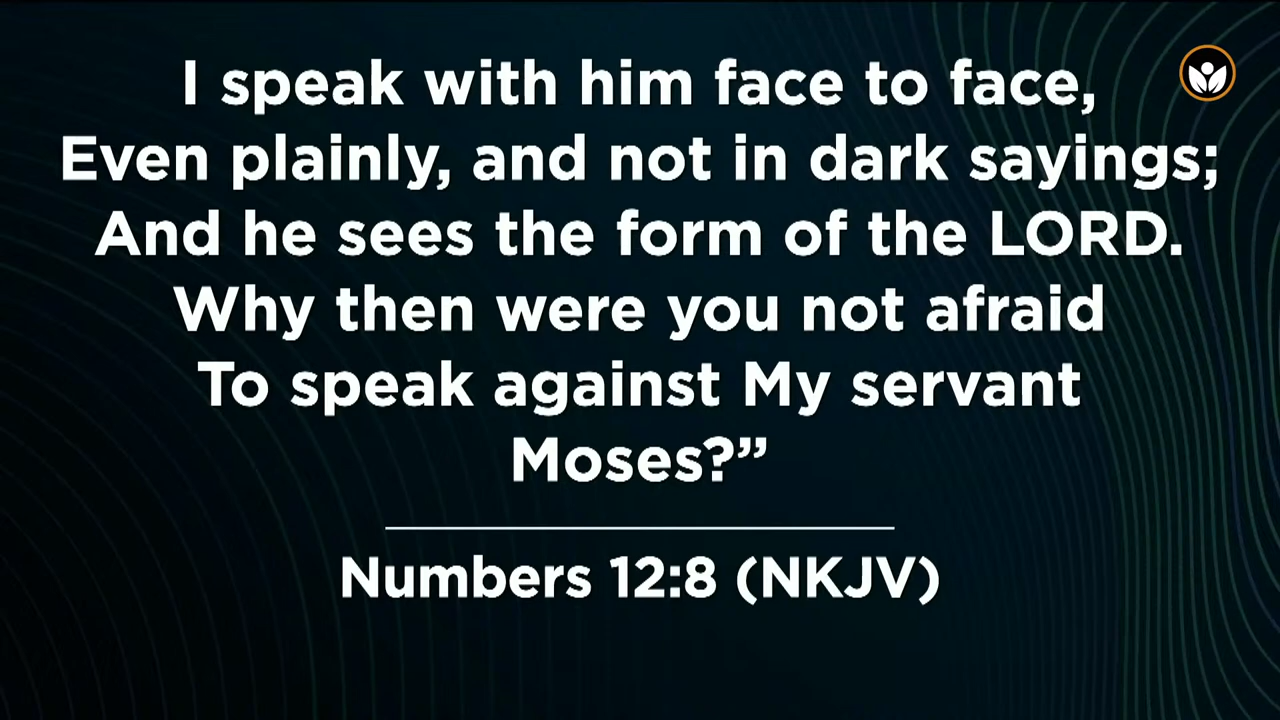 I speak with him face to face,
Even plainly, and not in dark sayings;
And he sees the form of the LORD.
Why then were you not afraid
To speak against My servant
Moses?”
Numbers 12:8 (NKJV)